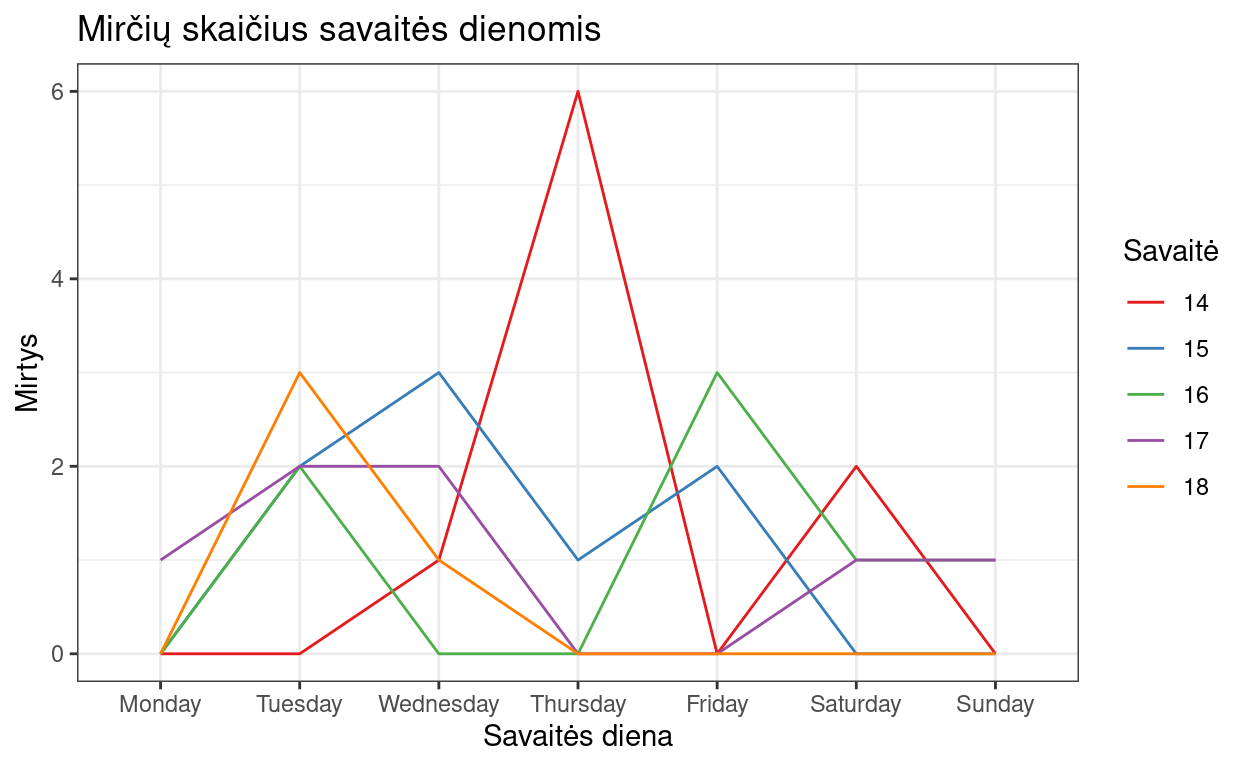 Mirčių skaičius savaitės dienomis
6
4
2
0
Mirtys
Monday Tuesday Wednesday Thursday Friday Saturday Sunday
Savaitės diena
Savaitė
14
15
16
17
18